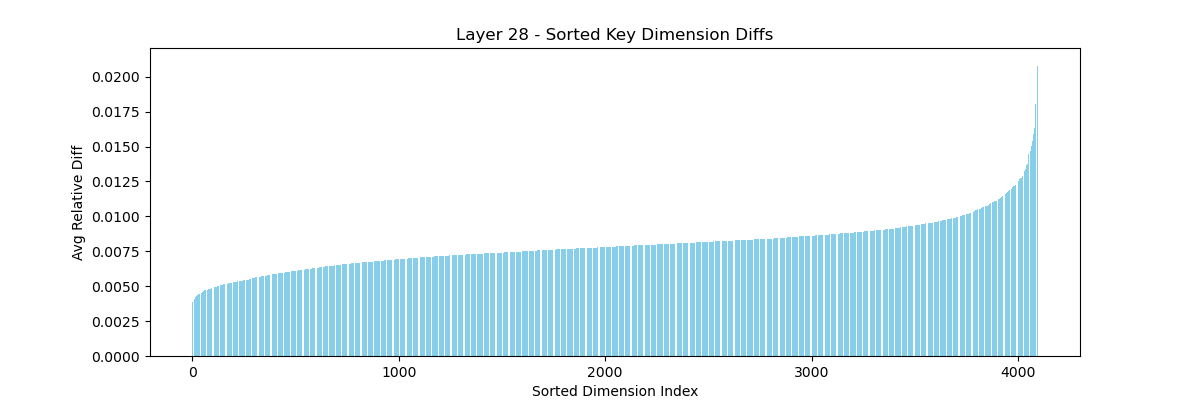 Layer 28 - Sorted Key Dimension Diffs
Avg Relative Diff
0.0200
0.0175
0.0150
0.0125
0.0100
0.0075
0.0050
0.0025
0.0000
0 1000 2000 3000 4000
Sorted Dimension Index